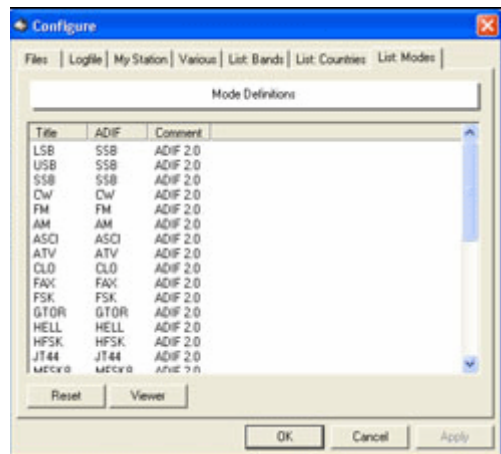 Configure
Files | Logfile | My Station | Various | List: Bands | List: Countries List: Modes
Mode Definitions
Title ADIF Comment
LSB SSB ADIF 2.0
USB SSB ADIF 2.0
SSB SSB ADIF 2.0
CW CW ADIF 2.0
FM FM ADIF 2.0
AM AM ADIF 2.0
ASCI ASCI ADIF 2.0
ATV ATV ADIF 2.0
CLO CLO ADIF 2.0
FAX FAX ADIF 2.0
FSK FSK ADIF 2.0
GTOR GTOR ADIF 2.0
HELL HELL ADIF 2.0
HFSK HFSK ADIF 2.0
JT44 JT44 ADIF 2.0
MFSK8 MFSK8 ADIF 2.0
Reset Viewer
OK Cancel Apply